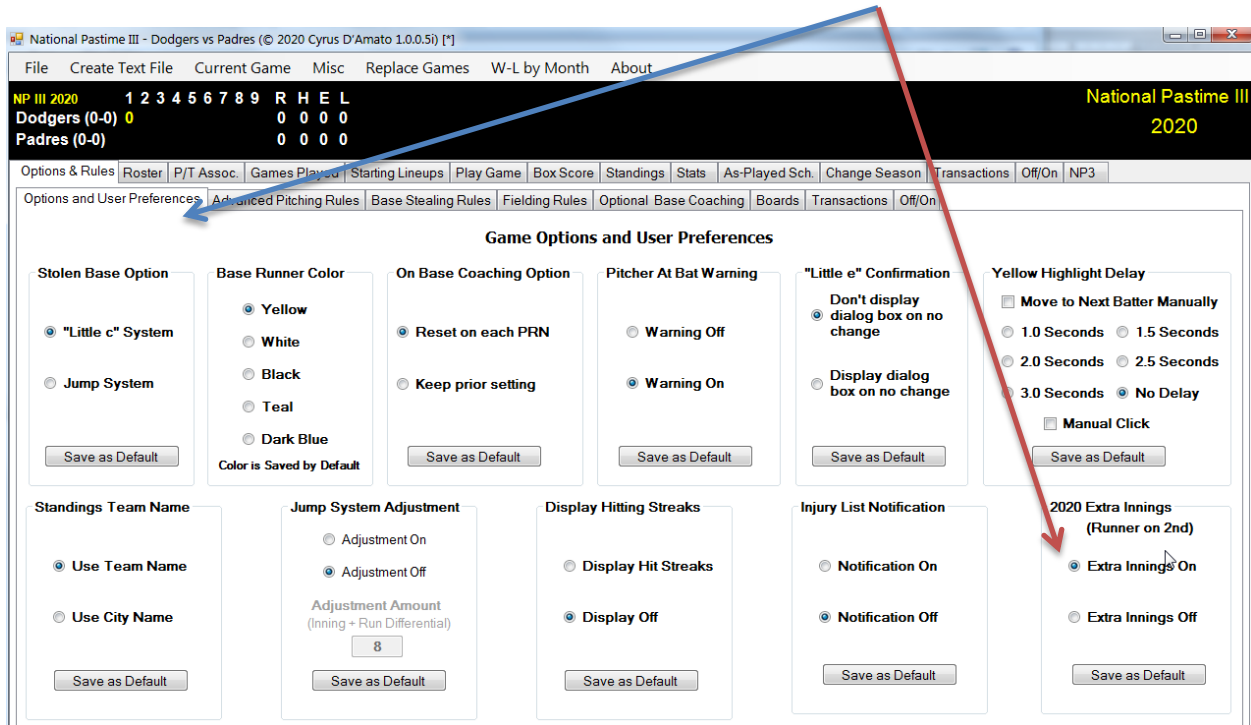 National Pastime III - Dodgers vs Padres (© 2020 Cyrus D'Amato 1.0.0.5i) [*]
File Create Text File Current Game Misc Replace Games W-L by Month About
NP III 2020 1 2 3 4 5 6 7 8 9 R H E L
Dodgers (0-0) 0 0 0 0 0
Padres (0-0) 0 0 0 0
National Pastime III
2020
Options & Rules Roster P/T Assoc. Games Played Starting Lineups Play Game Box Score Standings Stats As-Played Sch. Change Season Transactions Off/On NP3
Options and User Preferences Advanced Pitching Rules Base Stealing Rules Fielding Rules Optional Base Coaching Boards Transactions Off/On
Game Options and User Preferences
Stolen Base Option
"Little c" System
Jump System
Save as Default
Base Runner Color
Yellow
White
Black
Teal
Dark Blue
Color is Saved by Default
On Base Coaching Option
Reset on each PRN
Keep prior setting
Save as Default
Pitcher At Bat Warning
Warning Off
Warning On
Save as Default
"Little e" Confirmation
Don't display
dialog box on no
change
Display dialog
box on no change
Save as Default
Yellow Highlight Delay
Move to Next Batter Manually
1.0 Seconds 1.5 Seconds
2.0 Seconds 2.5 Seconds
3.0 Seconds No Delay
Manual Click
Save as Default
Standings Team Name
Use Team Name
Use City Name
Save as Default
Jump System Adjustment
Adjustment On
Adjustment Off
Adjustment Amount
(Inning + Run Differential)
8
Save as Default
Display Hitting Streaks
Display Hit Streaks
Display Off
Save as Default
Injury List Notification
Notification On
Notification Off
Save as Default
2020 Extra Innings
(Runner on 2nd)
Extra Innings On
Extra Innings Off
Save as Default